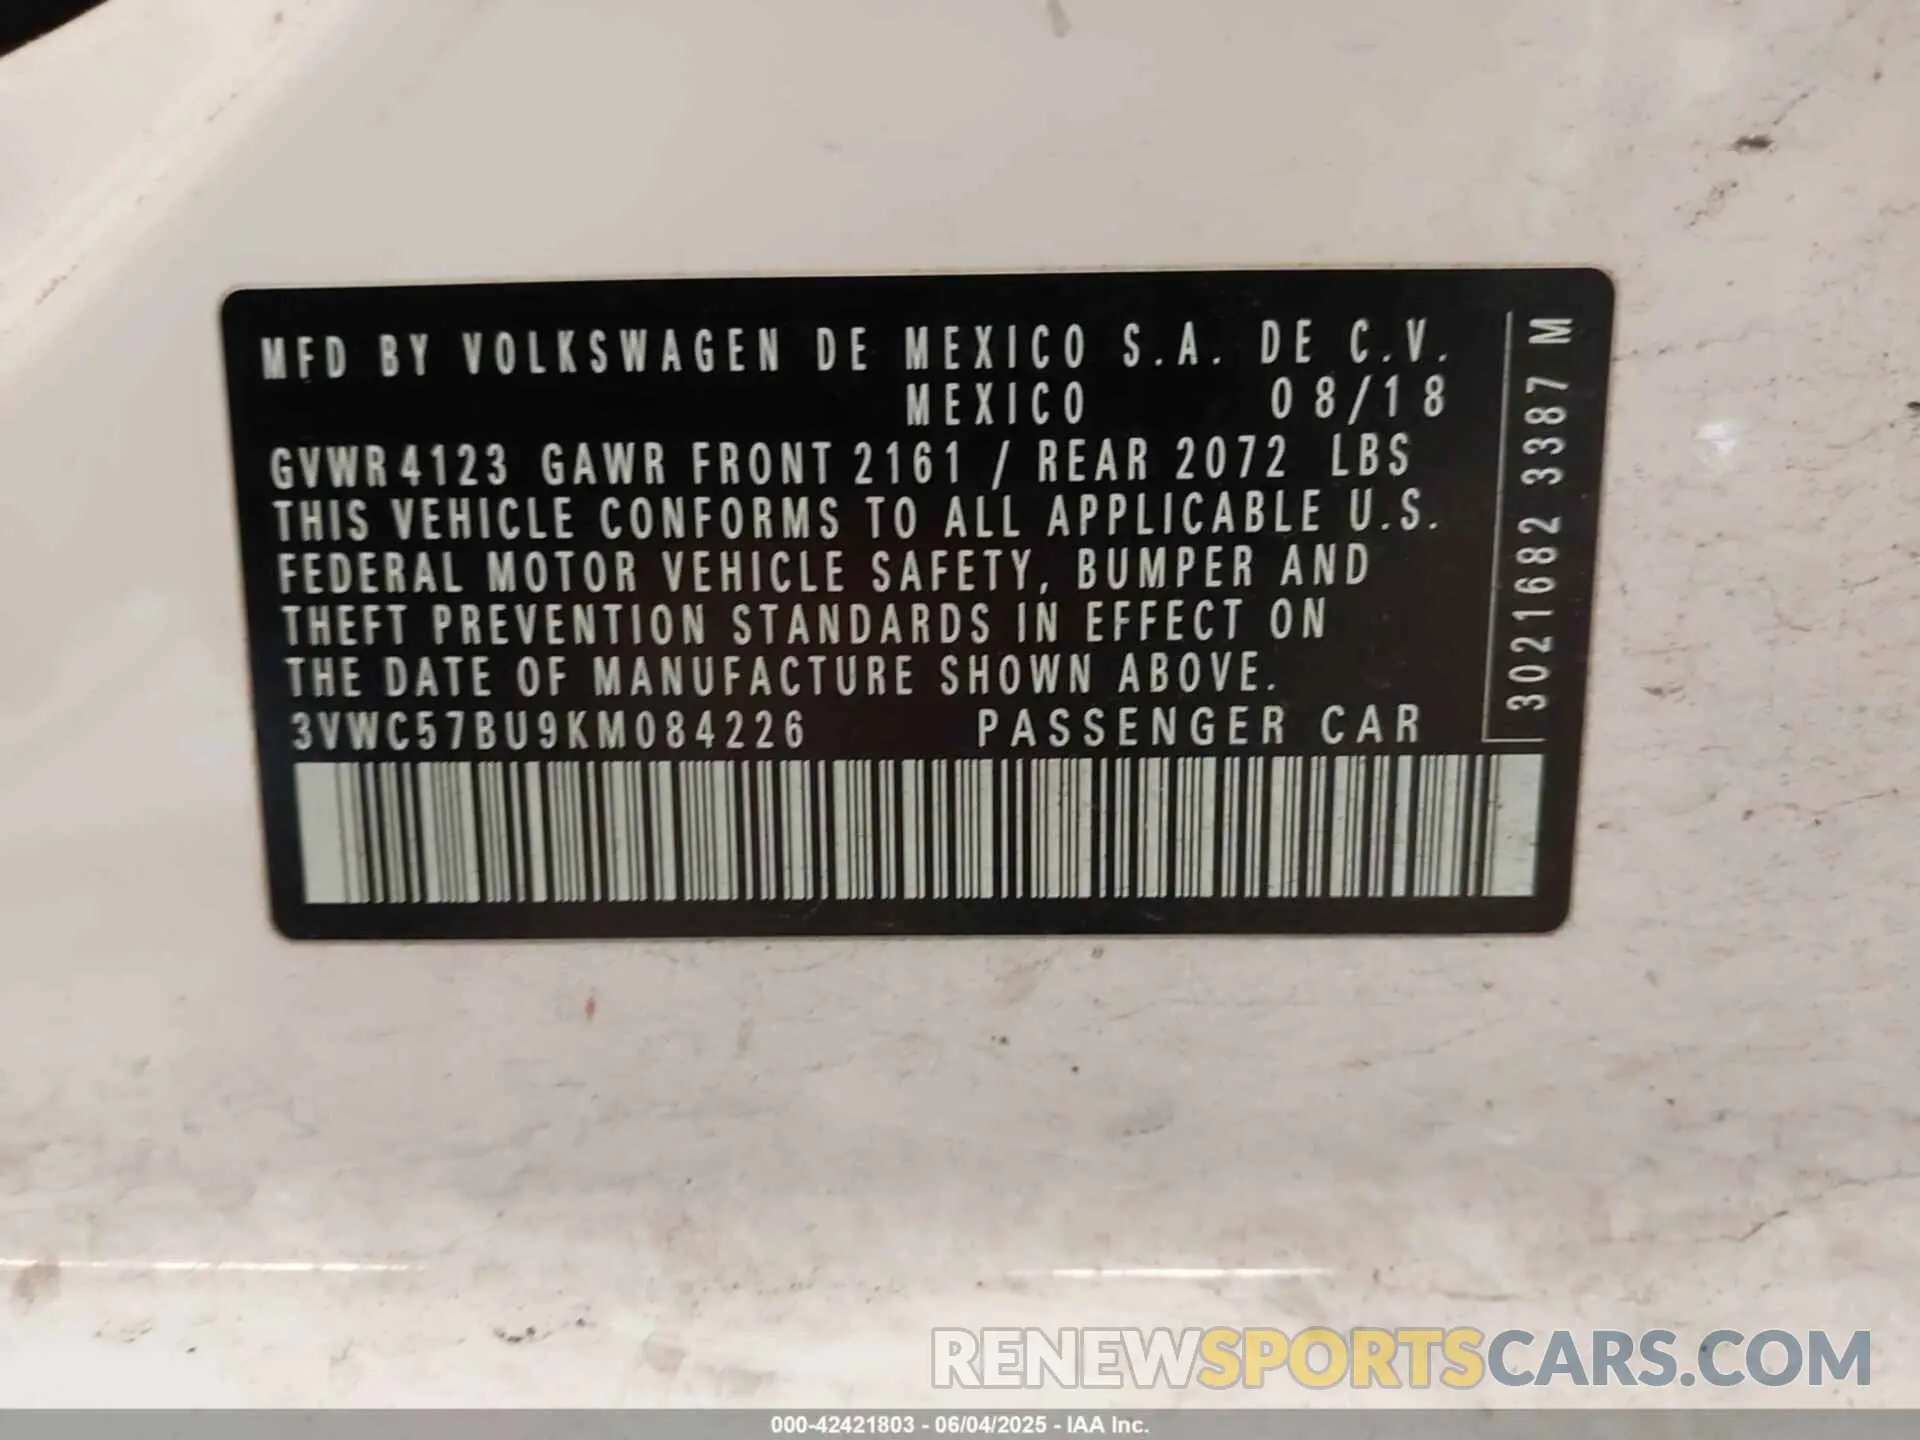 MFD BY VOLKSWAGEN DE MEXICO S.A. DE C.V.
MEXICO 08/18
GVWR 4123 GAWR FRONT 2161 / REAR 2072 LBS
THIS VEHICLE CONFORMS TO ALL APPLICABLE U.S.
FEDERAL MOTOR VEHICLE SAFETY, BUMPER AND
THEFT PREVENTION STANDARDS IN EFFECT ON
THE DATE OF MANUFACTURE SHOWN ABOVE.
3VWC57BU9KM084226 PASSENGER CAR
3021682 3387 M
RENEWSPORTSCARS.COM
000-42421803 - 06/04/2025 - IAA Inc.